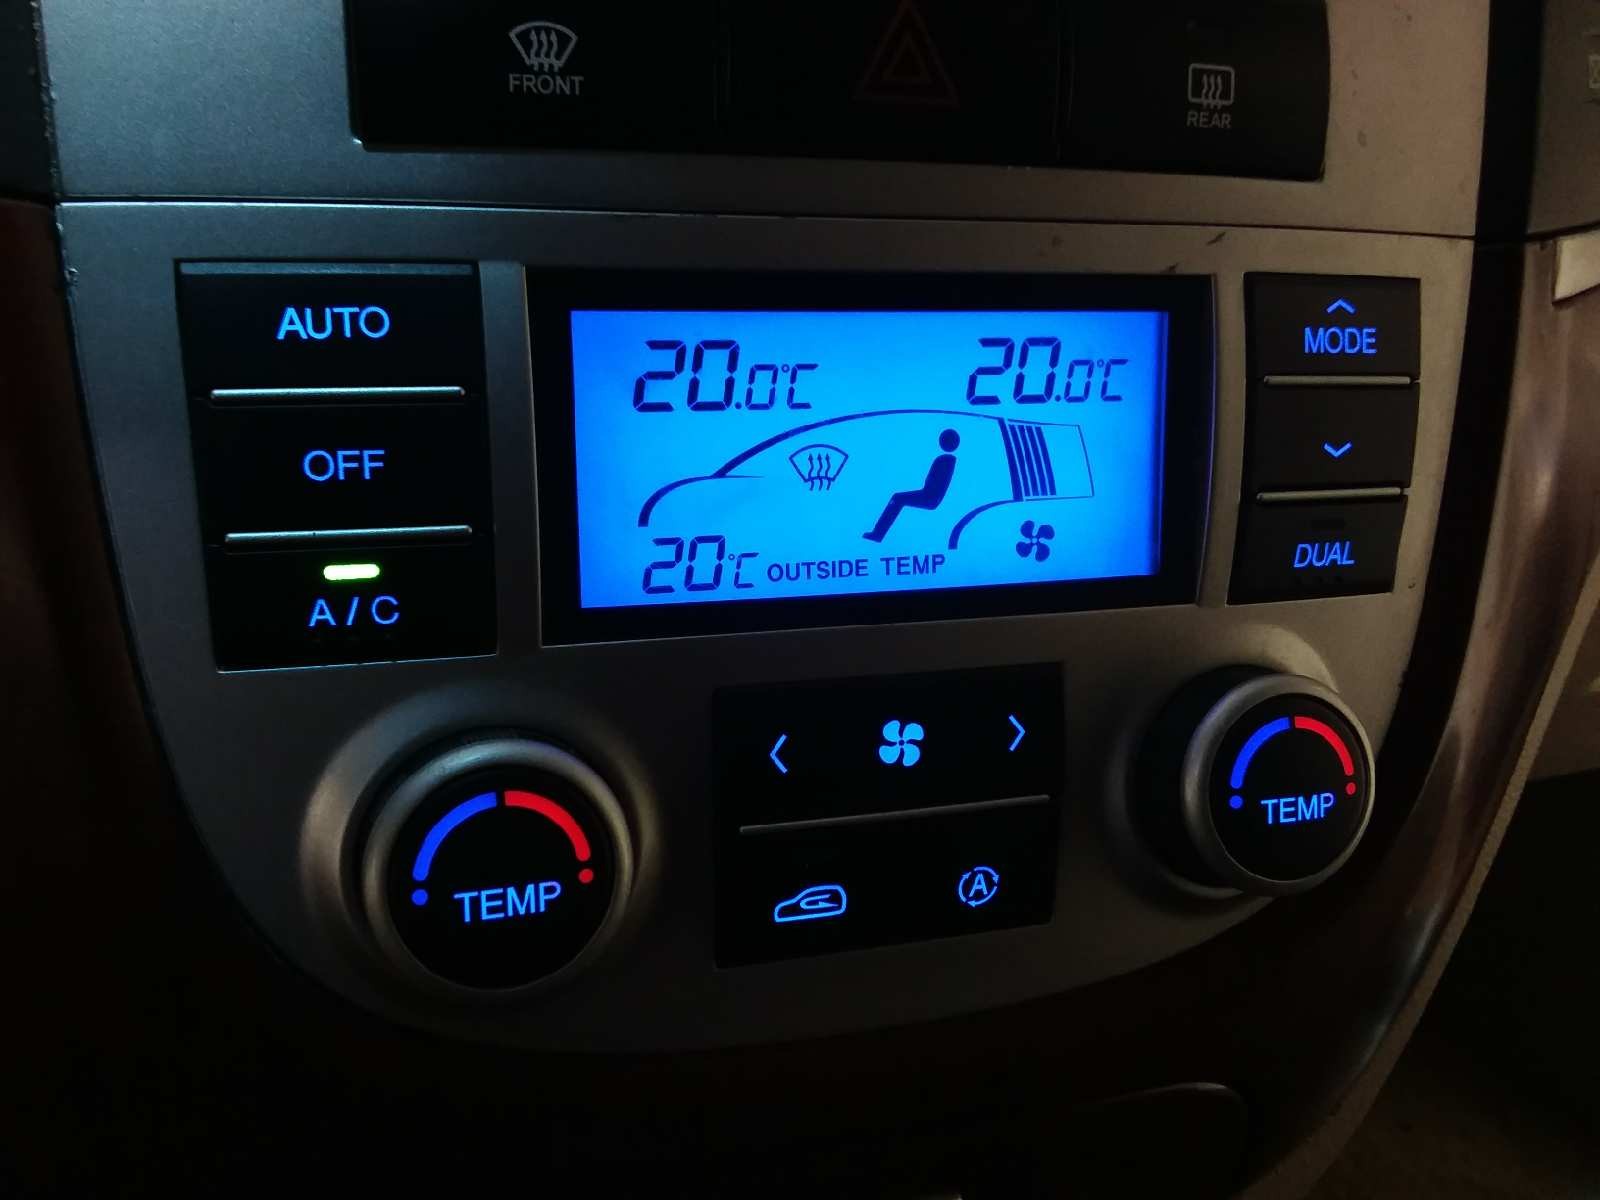 FRONT
REAR
AUTO
OFF
A/C
20.0°C
20.0°C
20°C OUTSIDE TEMP
MODE
DUAL
TEMP
A
TEMP